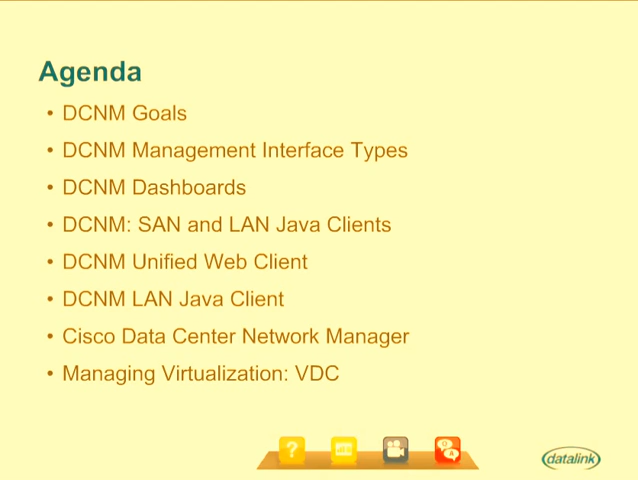 Agenda
• DCNM Goals
• DCNM Management Interface Types
• DCNM Dashboards
• DCNM: SAN and LAN Java Clients
• DCNM Unified Web Client
• DCNM LAN Java Client
• Cisco Data Center Network Manager
• Managing Virtualization: VDC
?
Q
A
datalink